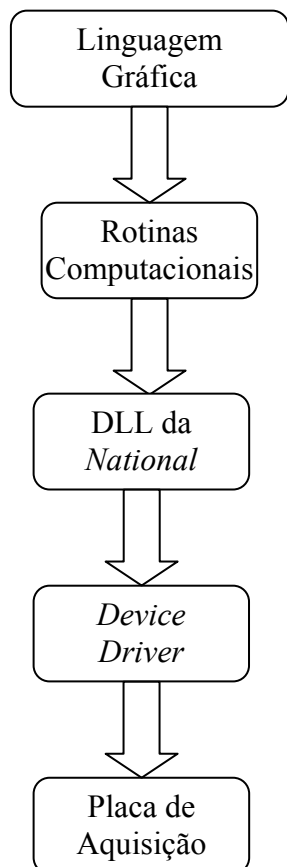 Linguagem
Gráfica
Rotinas
Computacionais
DLL da
National
Device
Driver
Placa de
Aquisição